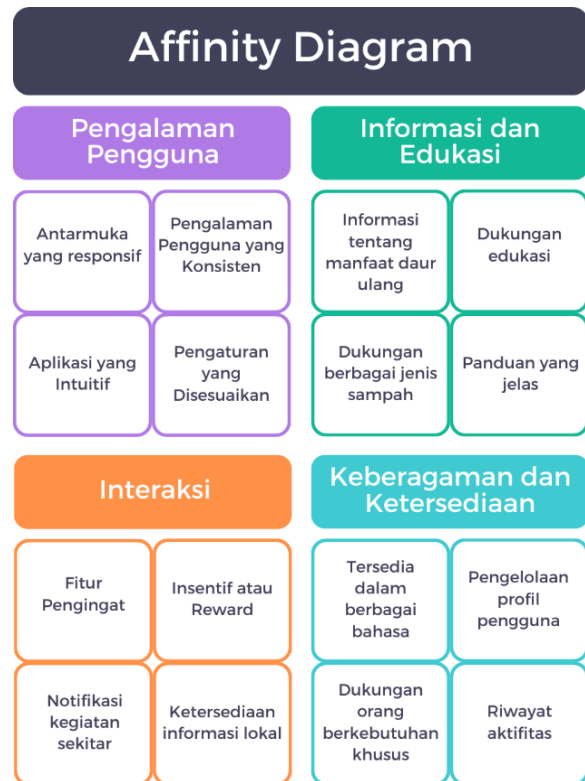 Affinity Diagram
Pengalaman
Pengguna
Antarmuka
yang responsif
Pengalaman
Pengguna yang
Konsisten
Aplikasi yang
Intuitif
Pengaturan
yang
Disesuaikan
Informasi dan
Edukasi
Informasi
tentang
manfaat daur
ulang
Dukungan
edukasi
Dukungan
berbagai jenis
sampah
Panduan yang
jelas
Interaksi
Fitur
Pengingat
Insentif atau
Reward
Notifikasi
kegiatan
sekitar
Ketersediaan
informasi lokal
Keberagaman dan
Ketersediaan
Tersedia
dalam
berbagai
bahasa
Pengelolaan
profil
pengguna
Dukungan
orang
berkebutuhan
khusus
Riwayat
aktifitas